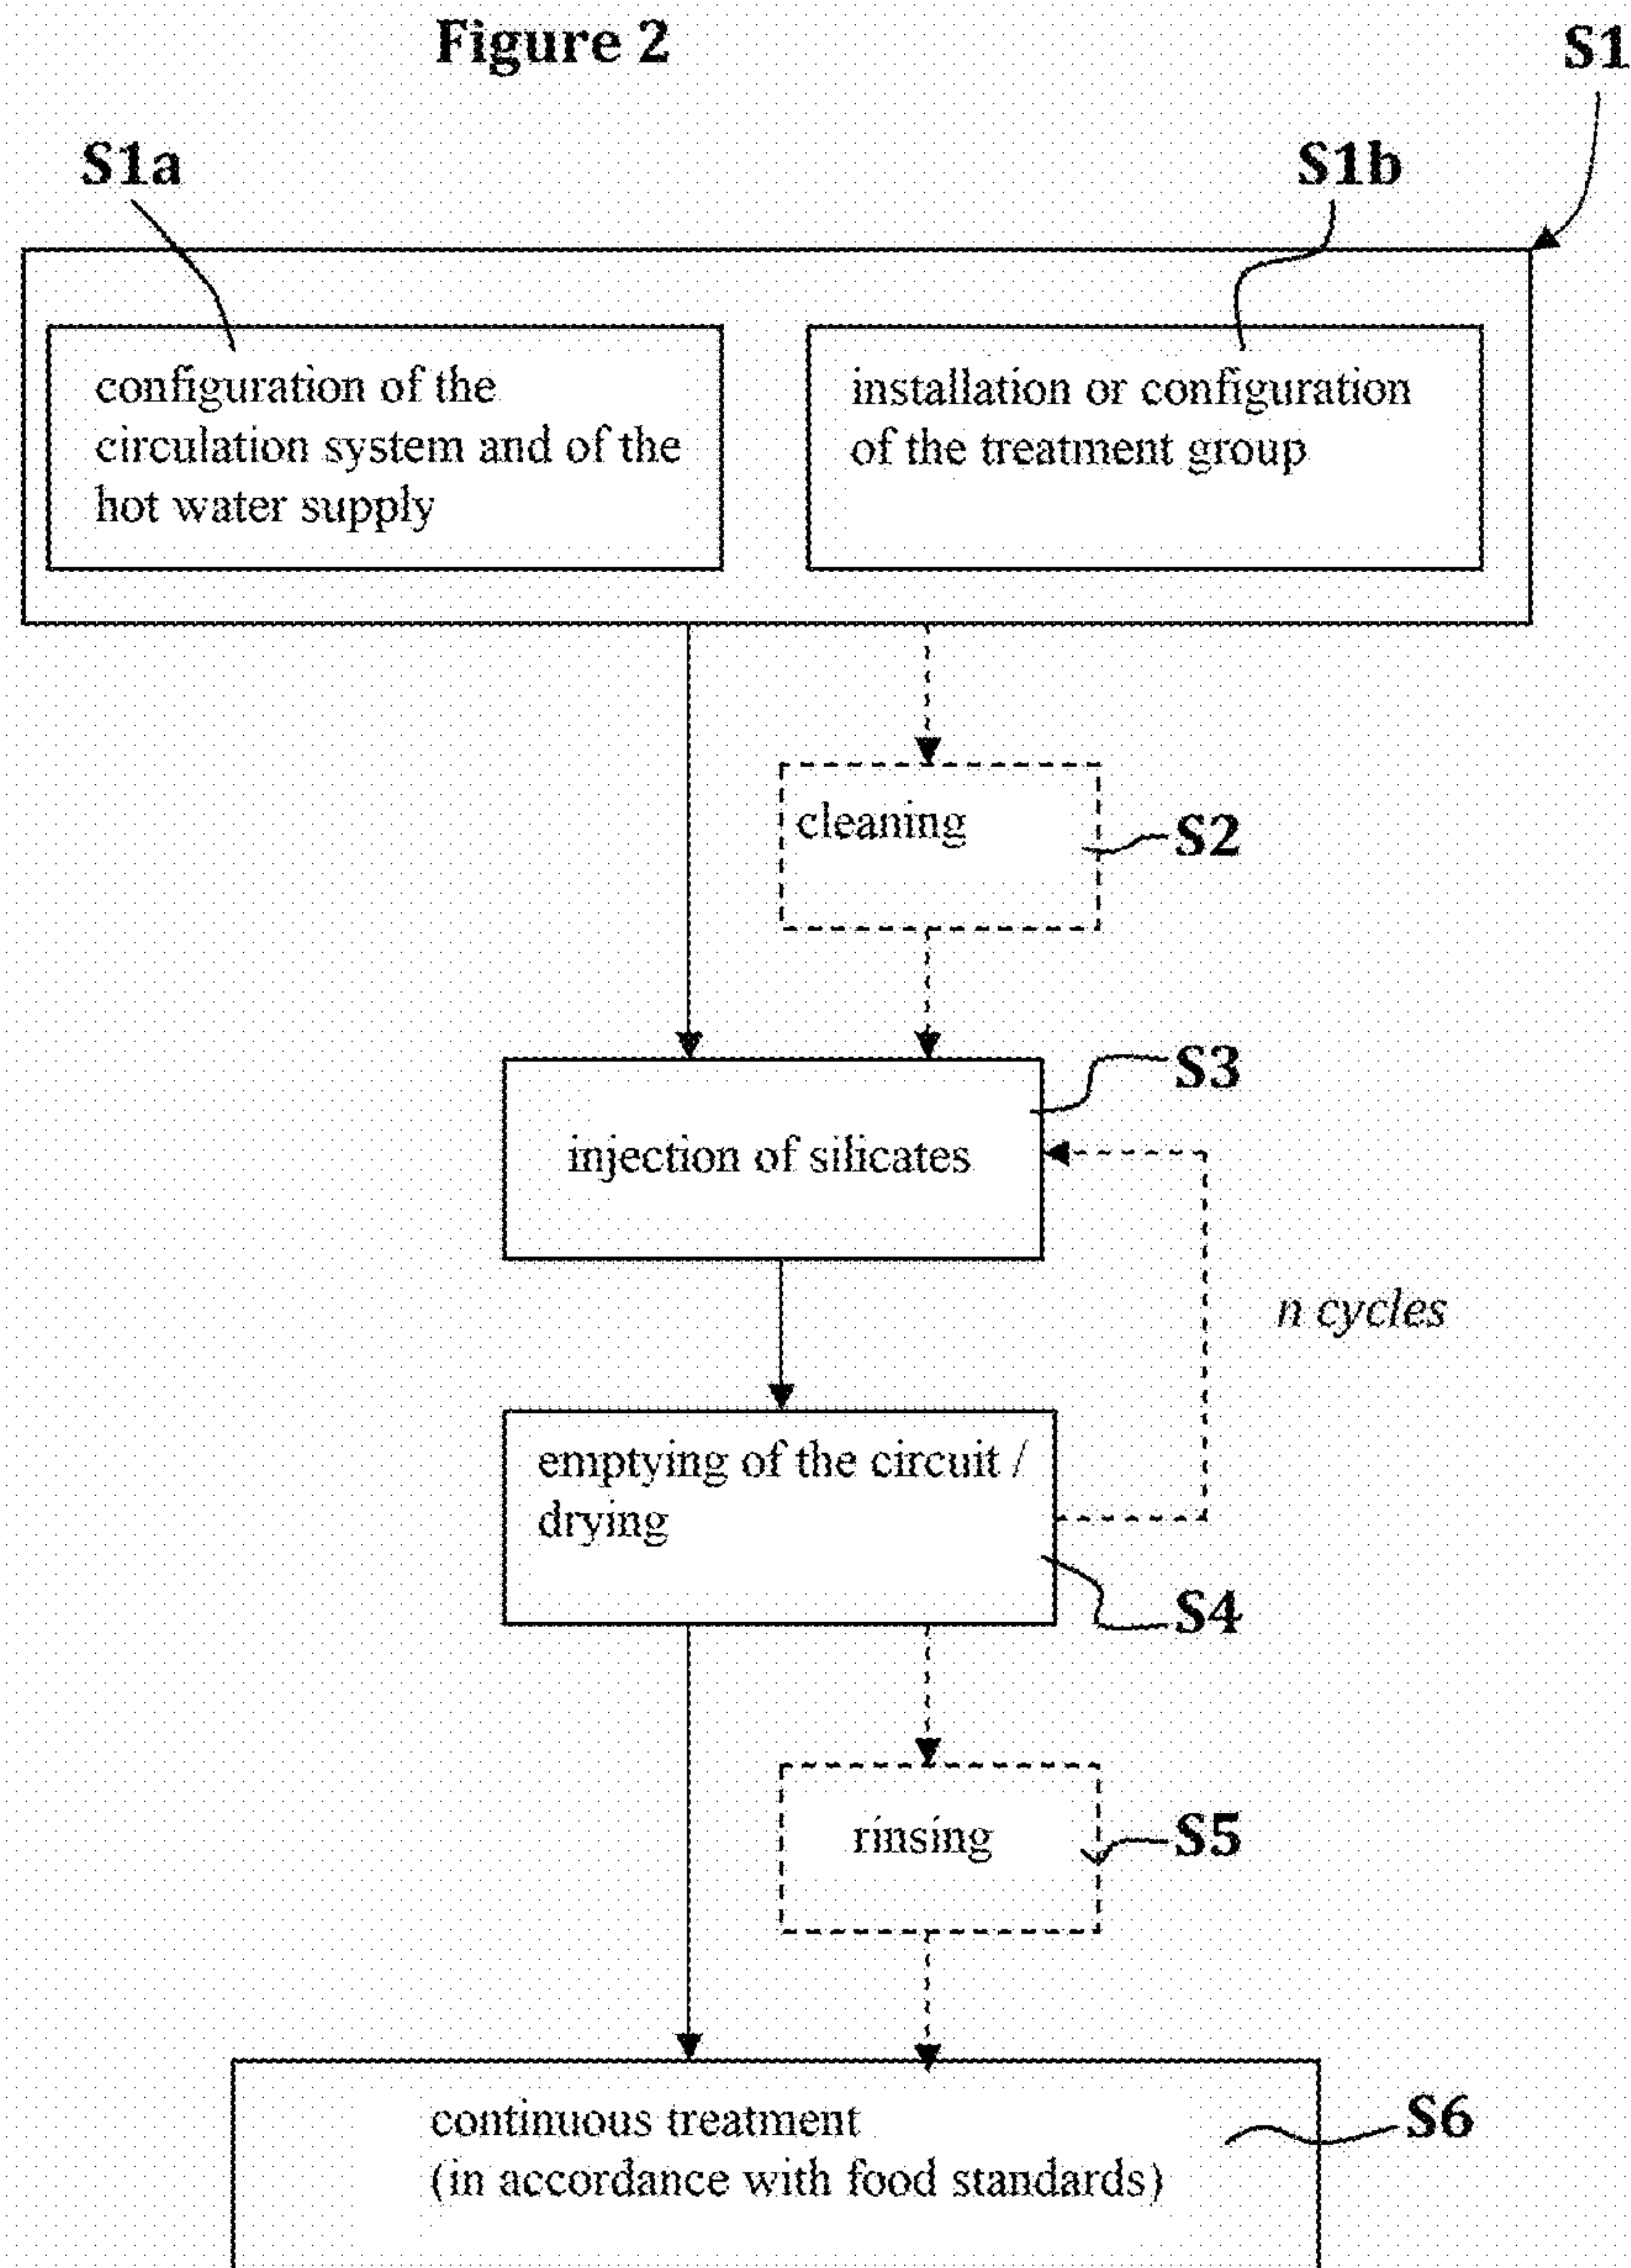 Figure 2
S1
S1a
S1b
configuration of the
circulation system and of the
hot water supply
installation or configuration
of the treatment group
cleaning
S2
S3
injection of silicates
n cycles
emptying of the circuit /
drying
S4
rinsing
S5
continuous treatment
(in accordance with food standards)
S6